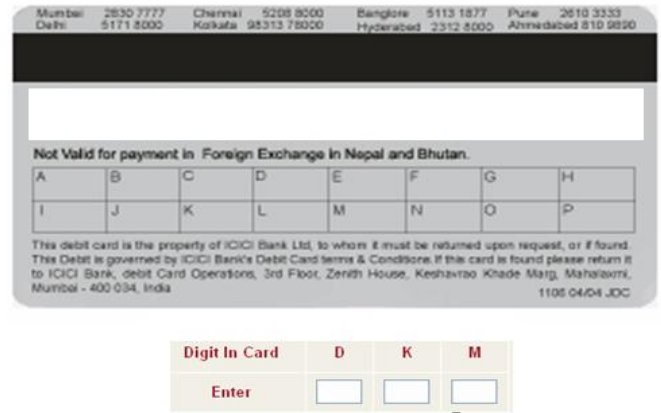 Mumbai 2830 7777 Chennai 5208 8000 Banglore 5113 1877 Pune 2610 3333
Delhi 5171 8000 Kolkata 98313 78000 Hyderabed 2312 8000 Ahmedabed 810 9890
Not Valid for payment in Foreign Exchange in Nepal and Bhutan.
A B C D E F G H
I J K L M N O P
This debit card is the property of ICICI Bank Ltd, to whom it must be returned upon request, or if found.
This Debit is governed by ICICI Bank's Debit Card terms & Conditions. If this card is found please return it
to ICICI Bank, debit Card Operations, 3rd Floor, Zenith House, Keshavrao Khade Marg, Mahalaxmi,
Mumbai - 400 034, India
1106 04/04 JDC
Digit In Card D K M
Enter